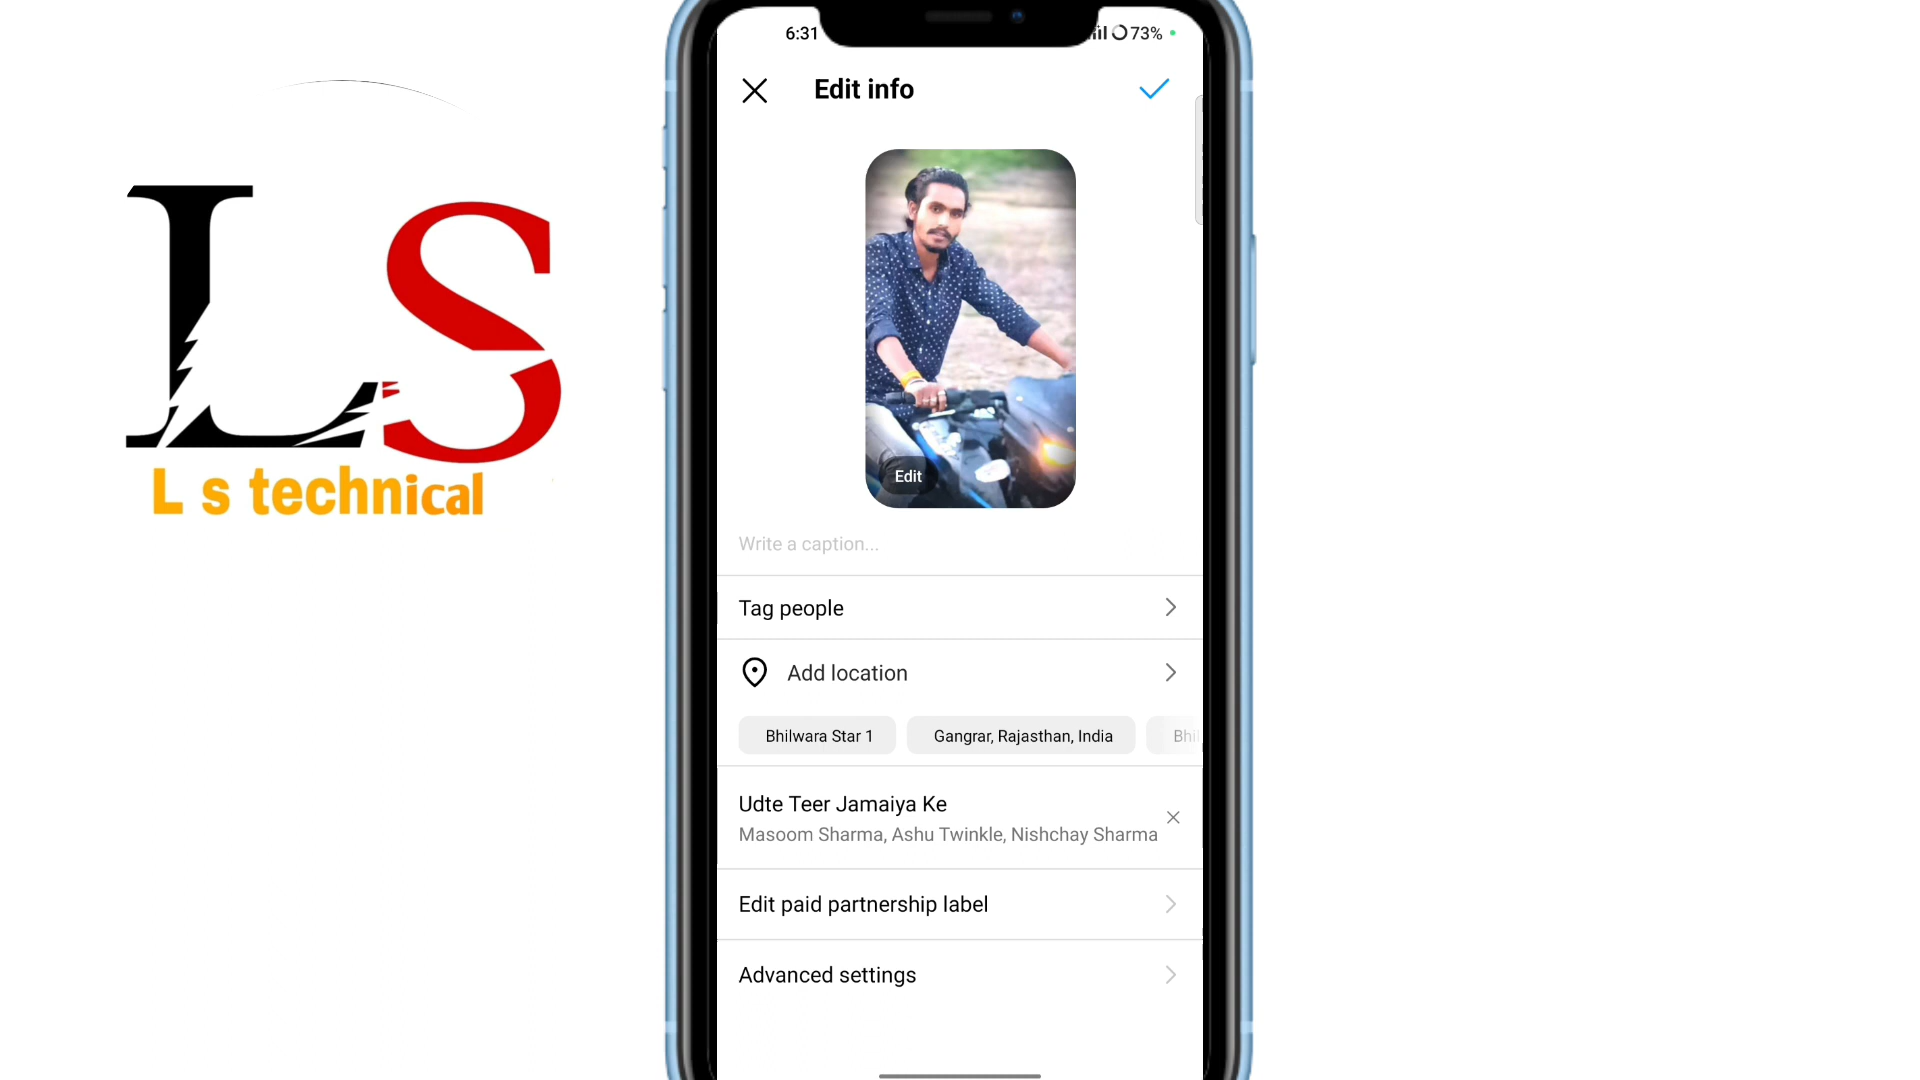 LS
L s technical
6:31
73%
Edit info
Edit
Write a caption...
Tag people
Add location
Bhilwara Star 1
Gangrar, Rajasthan, India
Udte Teer Jamaiya Ke
Masoom Sharma, Ashu Twinkle, Nishchay Sharma
Edit paid partnership label
Advanced settings